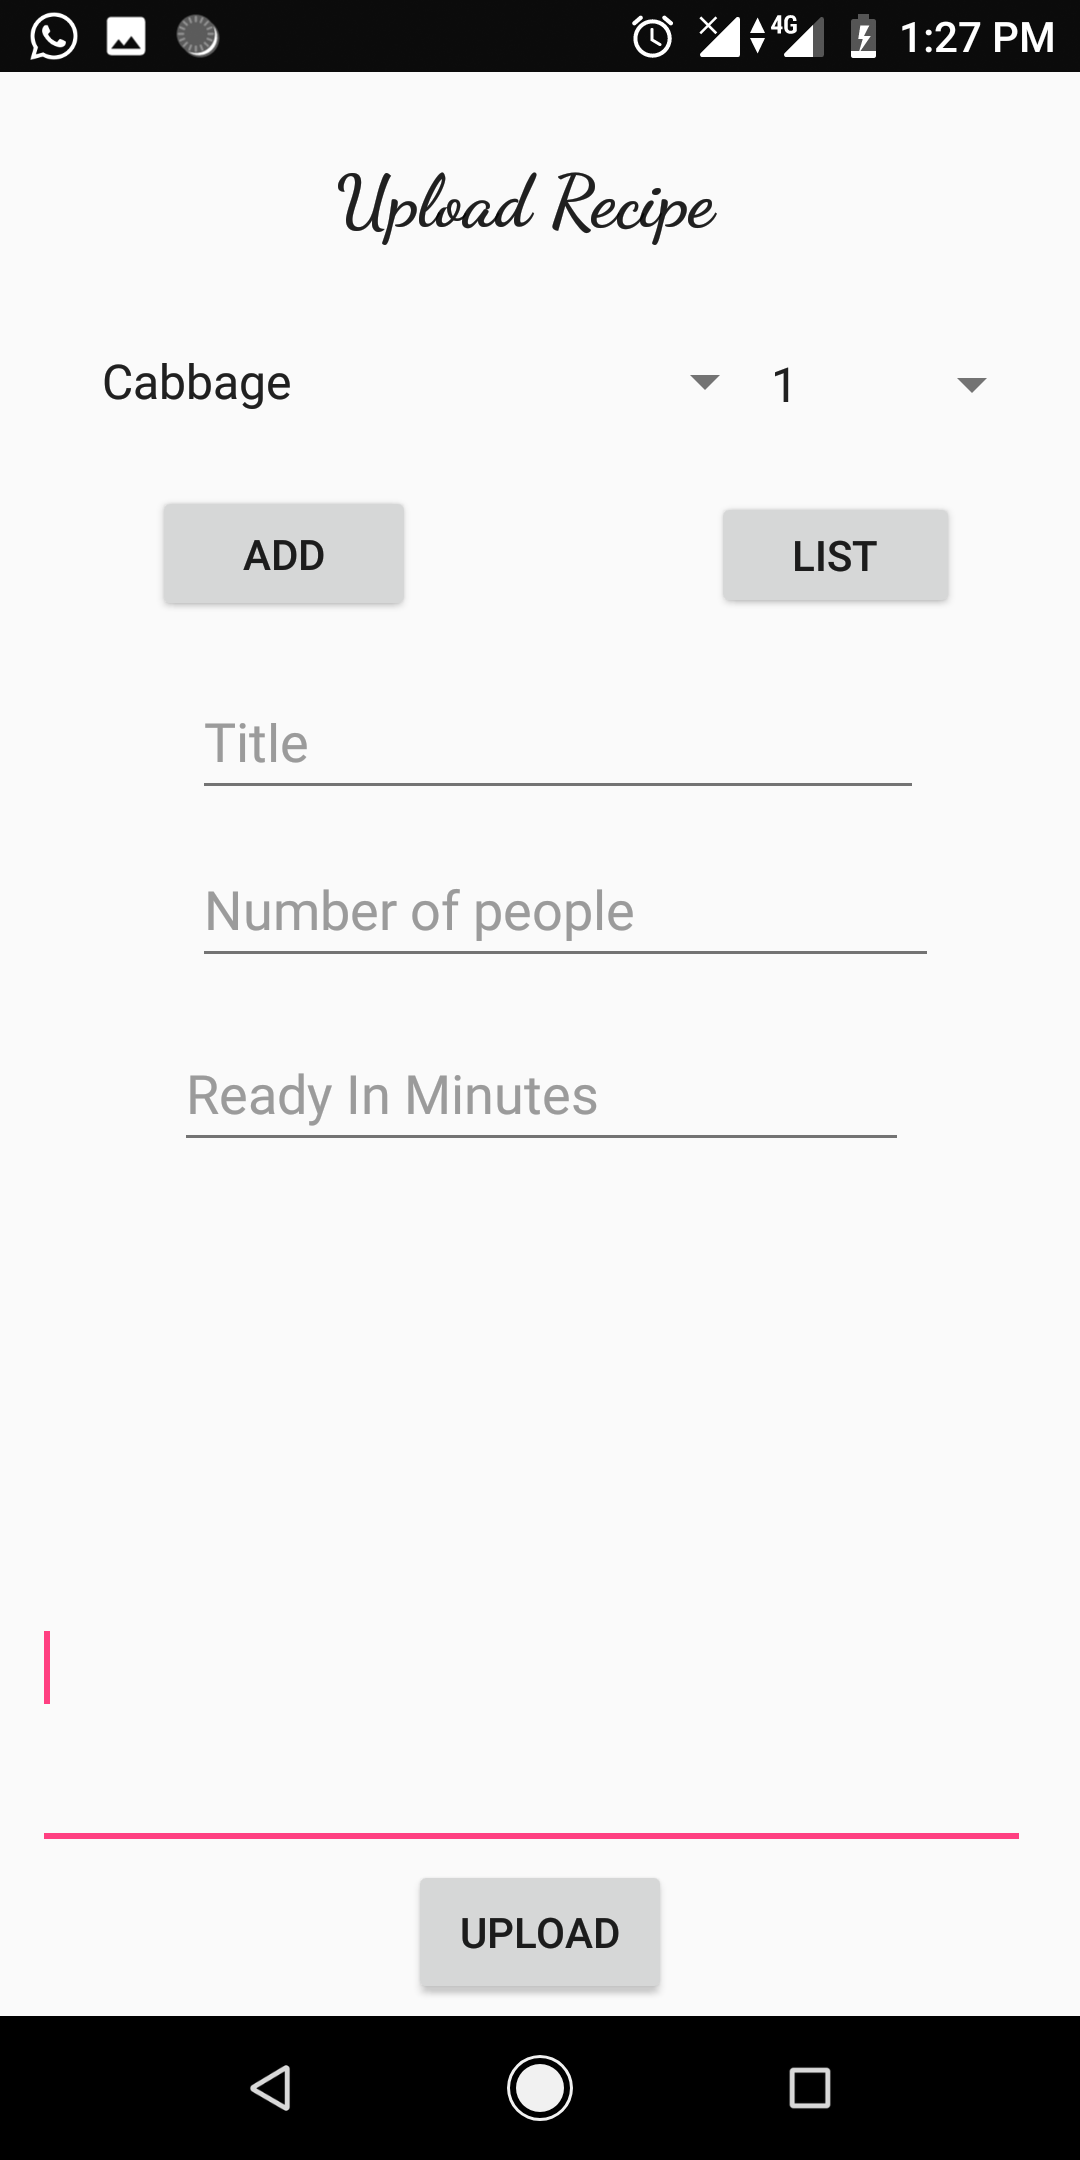 4G 1:27 PM
Upload Recipe
Cabbage 1
ADD LIST
Title
Number of people
Ready In Minutes
UPLOAD